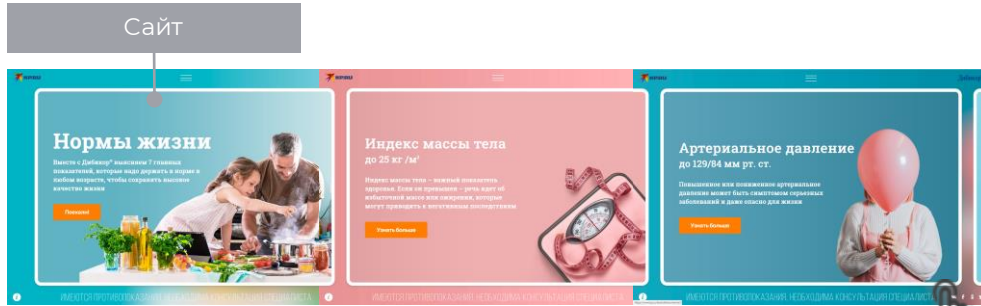 Сайт
Нормы жизни
Вместе с Дибикор® выясняем 7 главных
показателей, которые надо держать в норме в
любом возрасте, чтобы сохранить высокое
качество жизни
Поехали!
ИМЕЮТСЯ ПРОТИВОПОКАЗАНИЯ. НЕОБХОДИМА КОНСУЛЬТАЦИЯ СПЕЦИАЛИСТА
Индекс массы тела
до 25 кг /м²
Индекс массы тела – важный показатель
здоровья. Если он превышен – речь идет об
избыточной массе или ожирении, которые
могут приводить к негативным последствиям
Узнать больше
ИМЕЮТСЯ ПРОТИВОПОКАЗАНИЯ. НЕОБХОДИМА КОНСУЛЬТАЦИЯ СПЕЦИАЛИСТА
Артериальное давление
до 129/84 мм рт. ст.
Повышенное или пониженное артериальное
давление может быть симптомом серьезных
заболеваний и даже опасно для жизни
Узнать больше
ИМЕЮТСЯ ПРОТИВОПОКАЗАНИЯ. НЕОБХОДИМА КОНСУЛЬТАЦИЯ СПЕЦИАЛИСТА